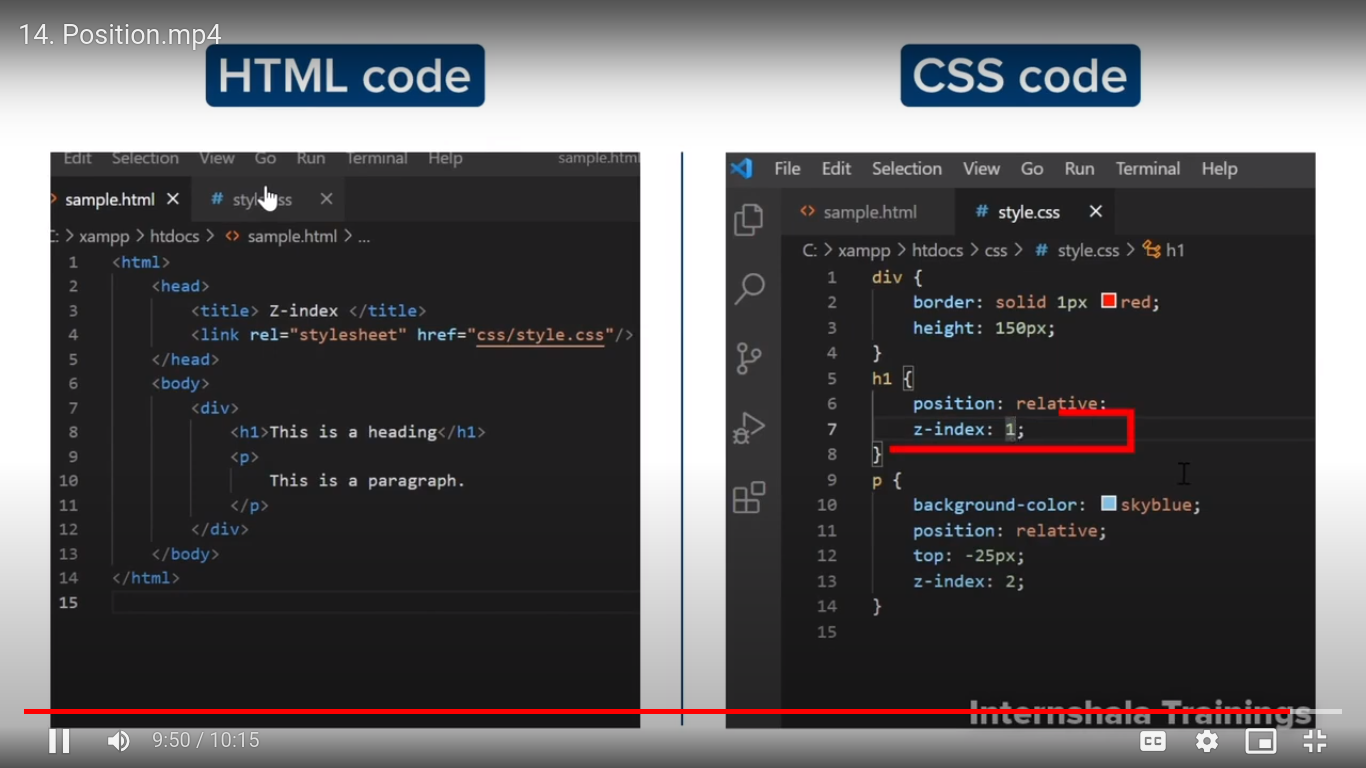 14. Position.mp4
HTML code
CSS code
Edit Selection View Go Run Terminal Help sample.html
sample.html × # style.css ×
C: > xampp > htdocs > <> sample.html > ...
1 <html>
2 <head>
3 <title> Z-index </title>
4 <link rel="stylesheet" href="css/style.css"/>
5 </head>
6 <body>
7 <div>
8 <h1>This is a heading</h1>
9 <p>
10 This is a paragraph.
11 </p>
12 </div>
13 </body>
14 </html>
15
File Edit Selection View Go Run Terminal Help
<> sample.html # style.css ×
C: > xampp > htdocs > css > # style.css > h1
1 div {
2 border: solid 1px red;
3 height: 150px;
4 }
5 h1 {
6 position: relative;
7 z-index: 1;
8 }
9 p {
10 background-color: skyblue;
11 position: relative;
12 top: -25px;
13 z-index: 2;
14 }
15
Internshala Trainings
9:50 / 10:15
CC